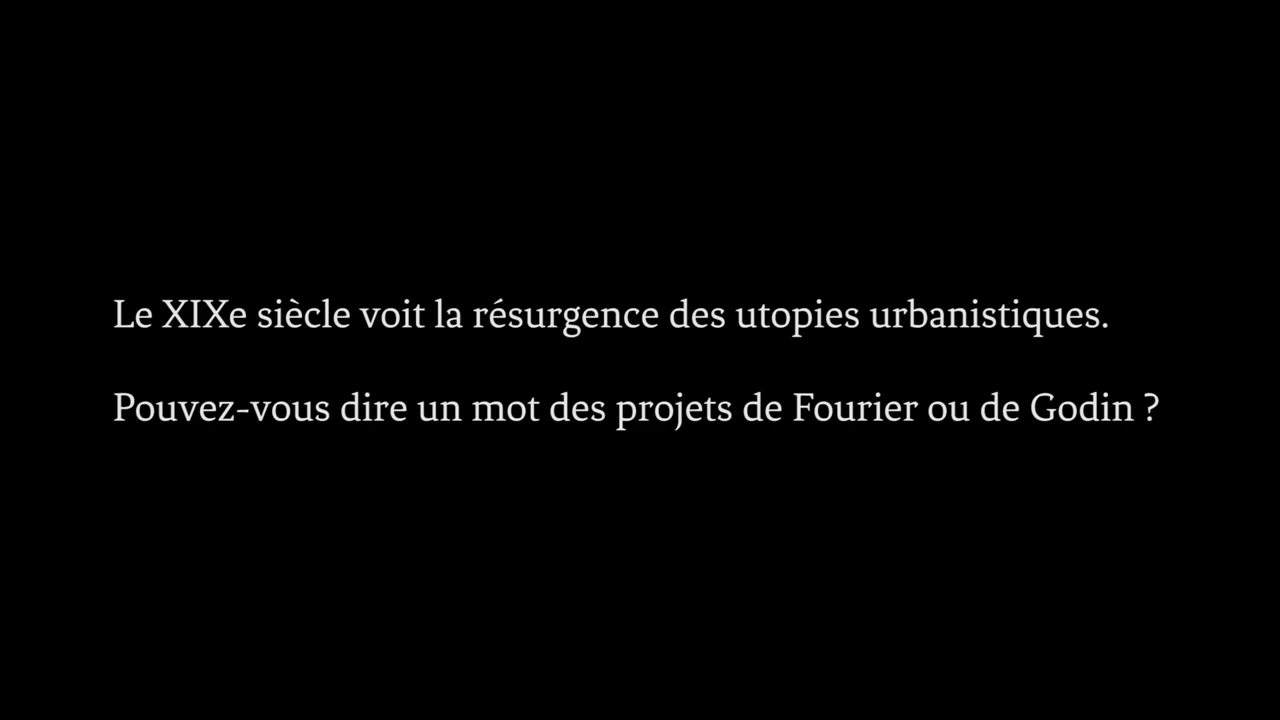 Le XIXe siècle voit la résurgence des utopies urbanistiques.
Pouvez-vous dire un mot des projets de Fourier ou de Godin ?